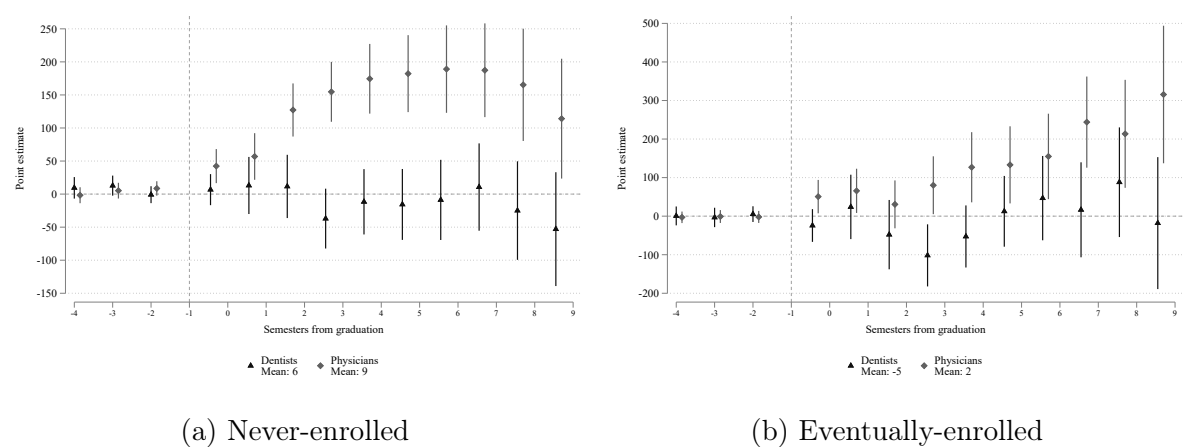 250
200
150
100
50
0
-50
-100
-150
Point estimate
-4 -3 -2 -1 0 1 2 3 4 5 6 7 8 9
Semesters from graduation
Dentists Physicians
Mean: 6 Mean: 9
(a) Never-enrolled
500
400
300
200
100
0
-100
-200
Point estimate
-4 -3 -2 -1 0 1 2 3 4 5 6 7 8 9
Semesters from graduation
Dentists Physicians
Mean: -5 Mean: 2
(b) Eventually-enrolled